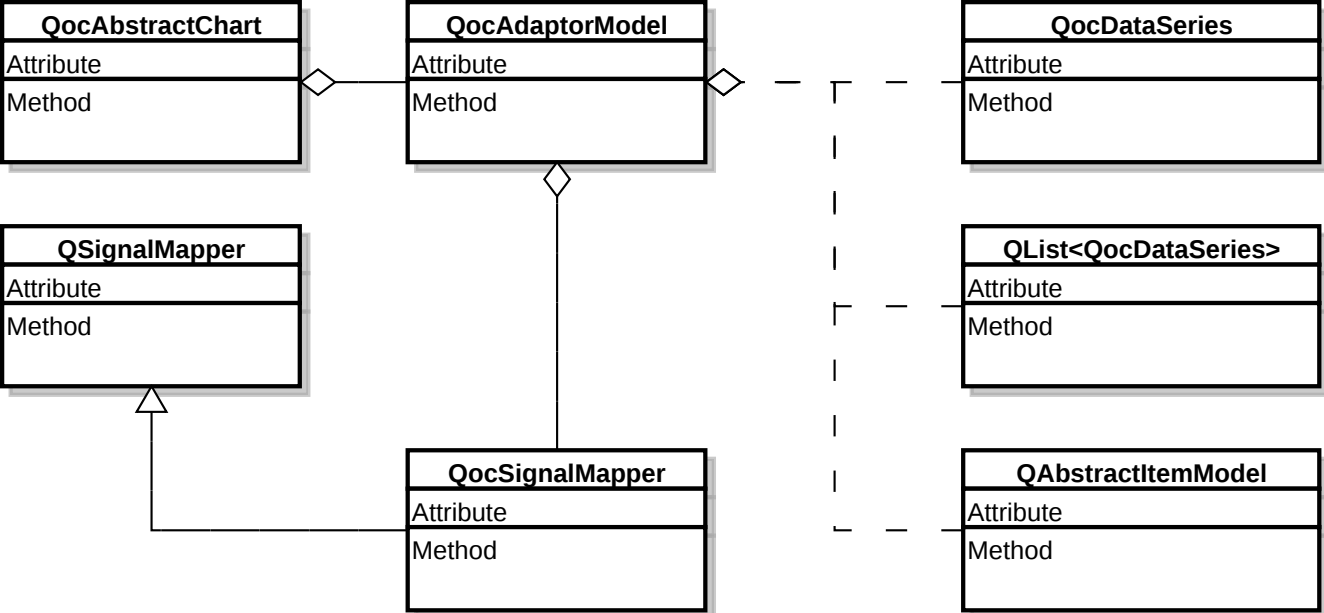 QocAbstractChart
Attribute
Method
QocAdaptorModel
Attribute
Method
QocDataSeries
Attribute
Method
QSignalMapper
Attribute
Method
QList<QocDataSeries>
Attribute
Method
QocSignalMapper
Attribute
Method
QAbstractItemModel
Attribute
Method